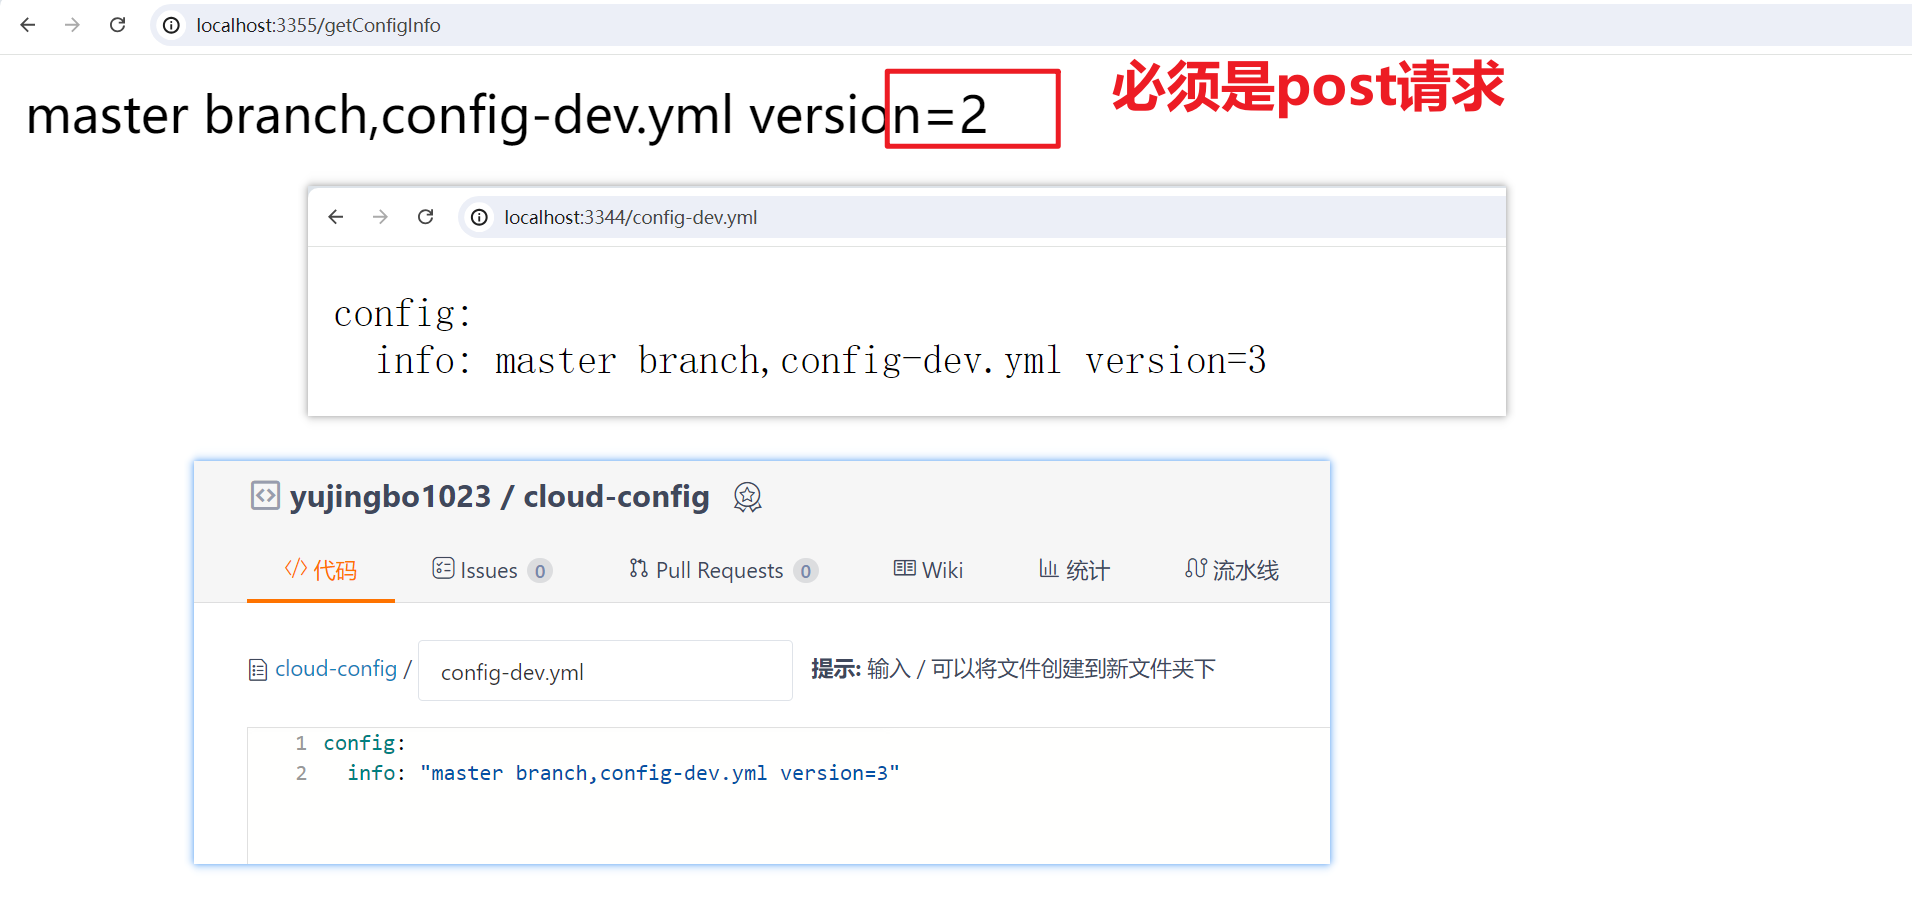 localhost:3355/getConfigInfo
必须是post请求
master branch,config-dev.yml version=2
localhost:3344/config-dev.yml
config:
info: master branch,config-dev.yml version=3
yujingbo1023 / cloud-config
代码 Issues 0 Pull Requests 0 Wiki 统计 流水线
cloud-config / config-dev.yml 提示: 输入 / 可以将文件创建到新文件夹下
1 config:
2 info: "master branch,config-dev.yml version=3"